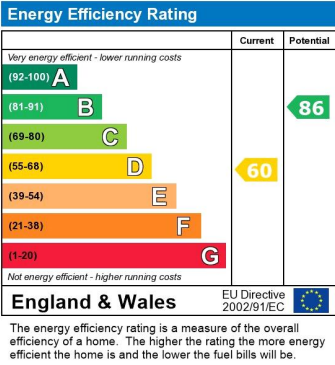 Energy Efficiency Rating
Current Potential
Very energy efficient - lower running costs
(92-100) A
(81-91) B
86
(69-80) C
(55-68) D
60
(39-54) E
(21-38) F
(1-20) G
Not energy efficient - higher running costs
England & Wales
EU Directive
2002/91/EC
The energy efficiency rating is a measure of the overall
efficiency of a home. The higher the rating the more energy
efficient the home is and the lower the fuel bills will be.